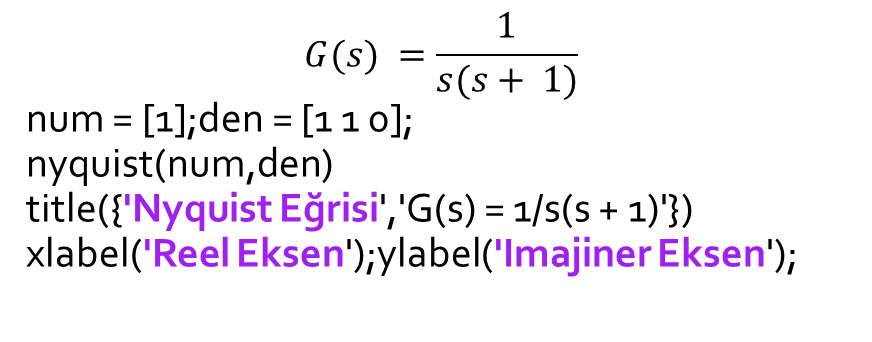 G(s) = 1 / s(s + 1)
num = [1];den = [1 1 0];
nyquist(num,den)
title({'Nyquist Eğrisi','G(s) = 1/s(s + 1)'})
xlabel('Reel Eksen');ylabel('Imajiner Eksen');